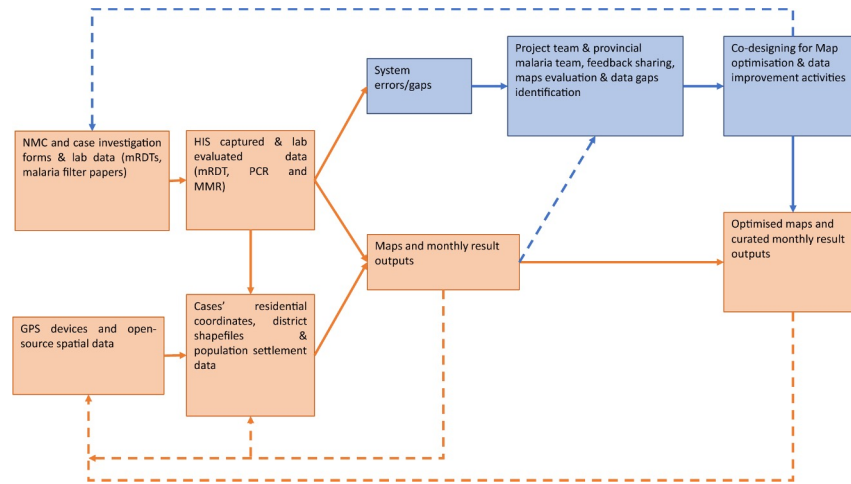 System
errors/gaps
Project team & provincial
malaria team, feedback sharing,
maps evaluation & data gaps
identification
Co-designing for Map
optimisation & data
improvement activities
NMC and case investigation
forms & lab data (mRDTs,
malaria filter papers)
HIS captured & lab
evaluated data
(mRDT, PCR and
MMR)
Maps and monthly result
outputs
Optimised maps and
curated monthly result
outputs
GPS devices and open-
source spatial data
Cases' residential
coordinates, district
shapefiles &
population settlement
data